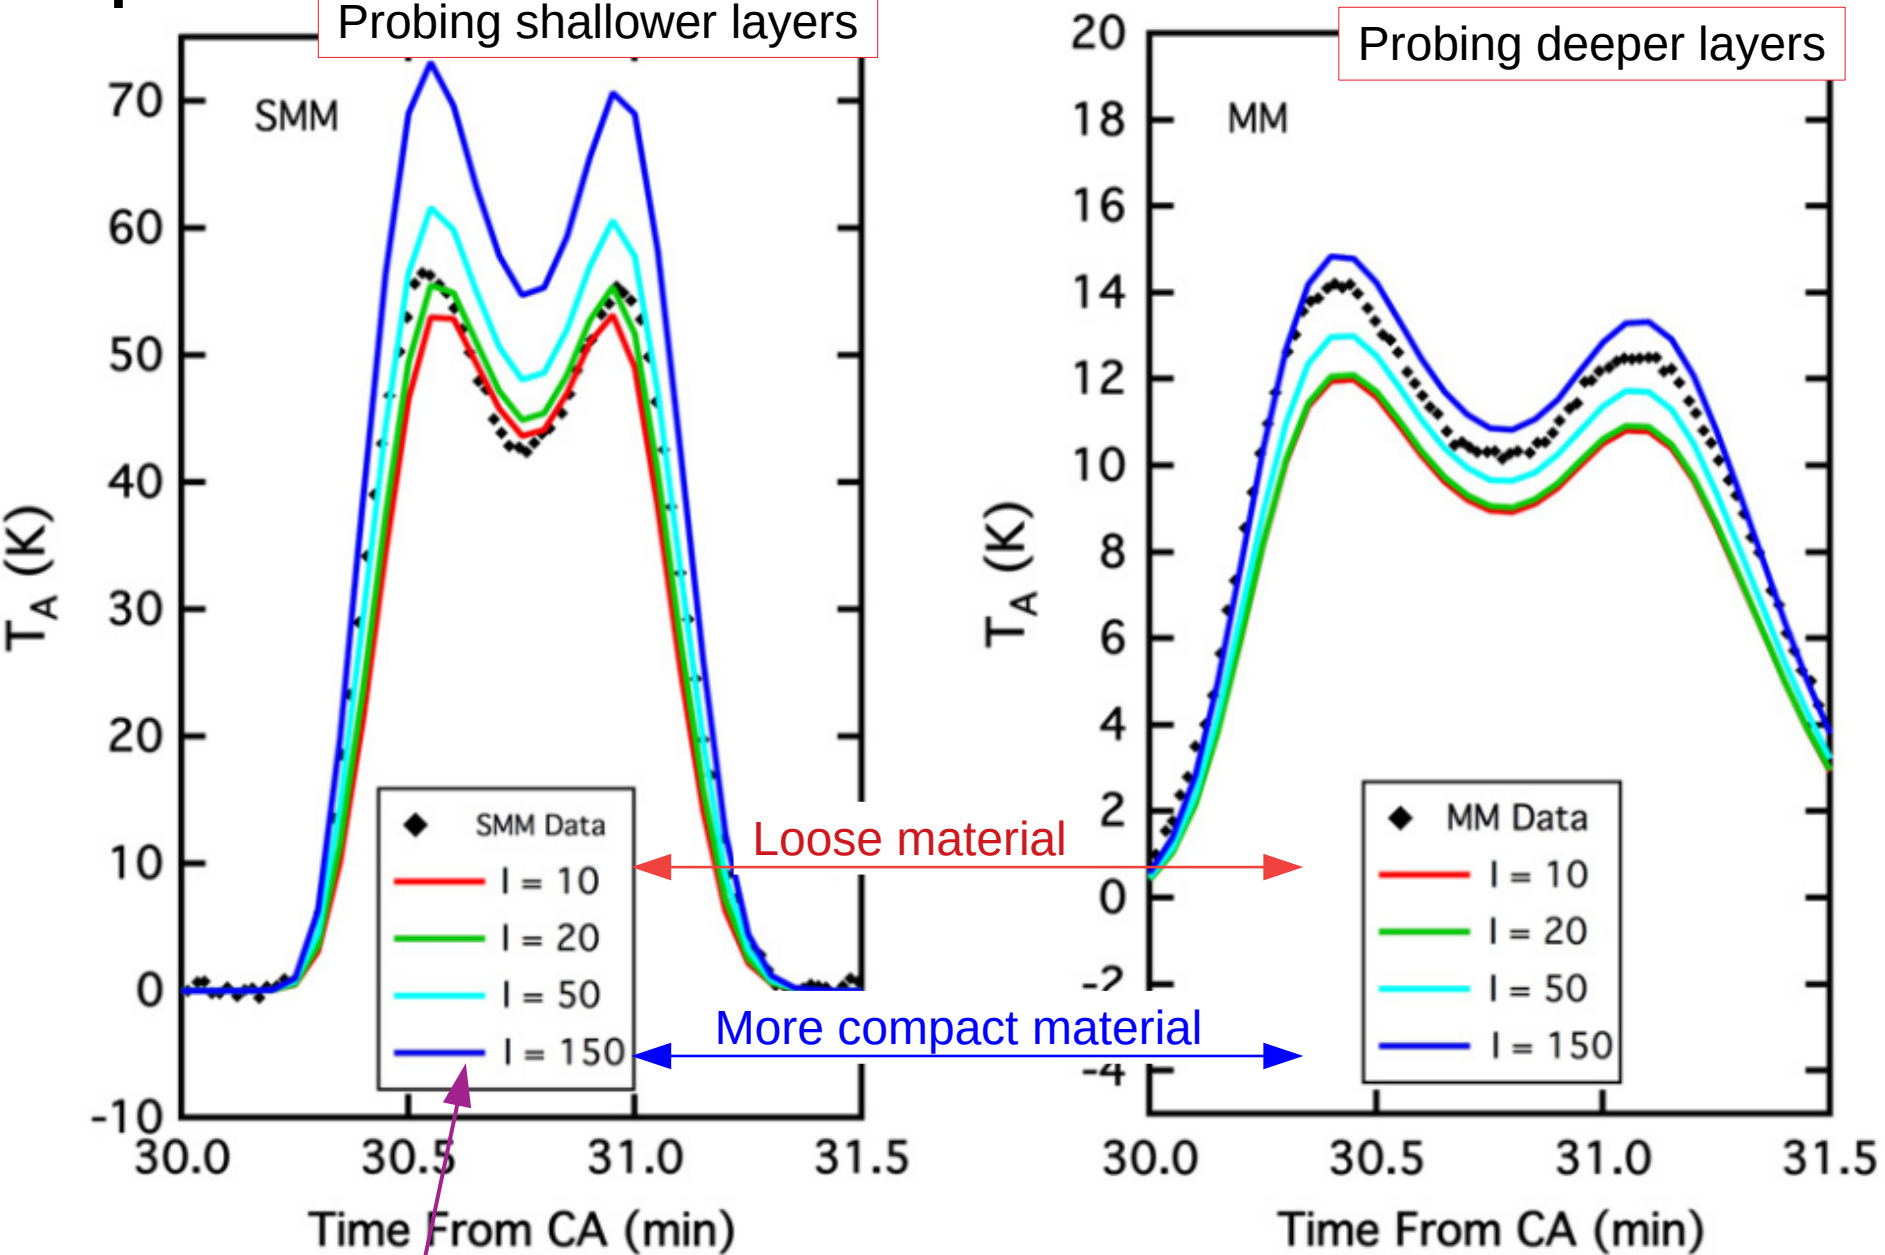 Probing shallower layers
SMM
70
60
50
40
30
20
10
0
-10
T_A (K)
SMM Data
I = 10
I = 20
I = 50
I = 150
30.0
30.5
31.0
31.5
Time From CA (min)
Loose material
More compact material
Probing deeper layers
MM
20
18
16
14
12
10
8
6
4
2
0
-2
-4
T_A (K)
MM Data
I = 10
I = 20
I = 50
I = 150
30.0
30.5
31.0
31.5
Time From CA (min)